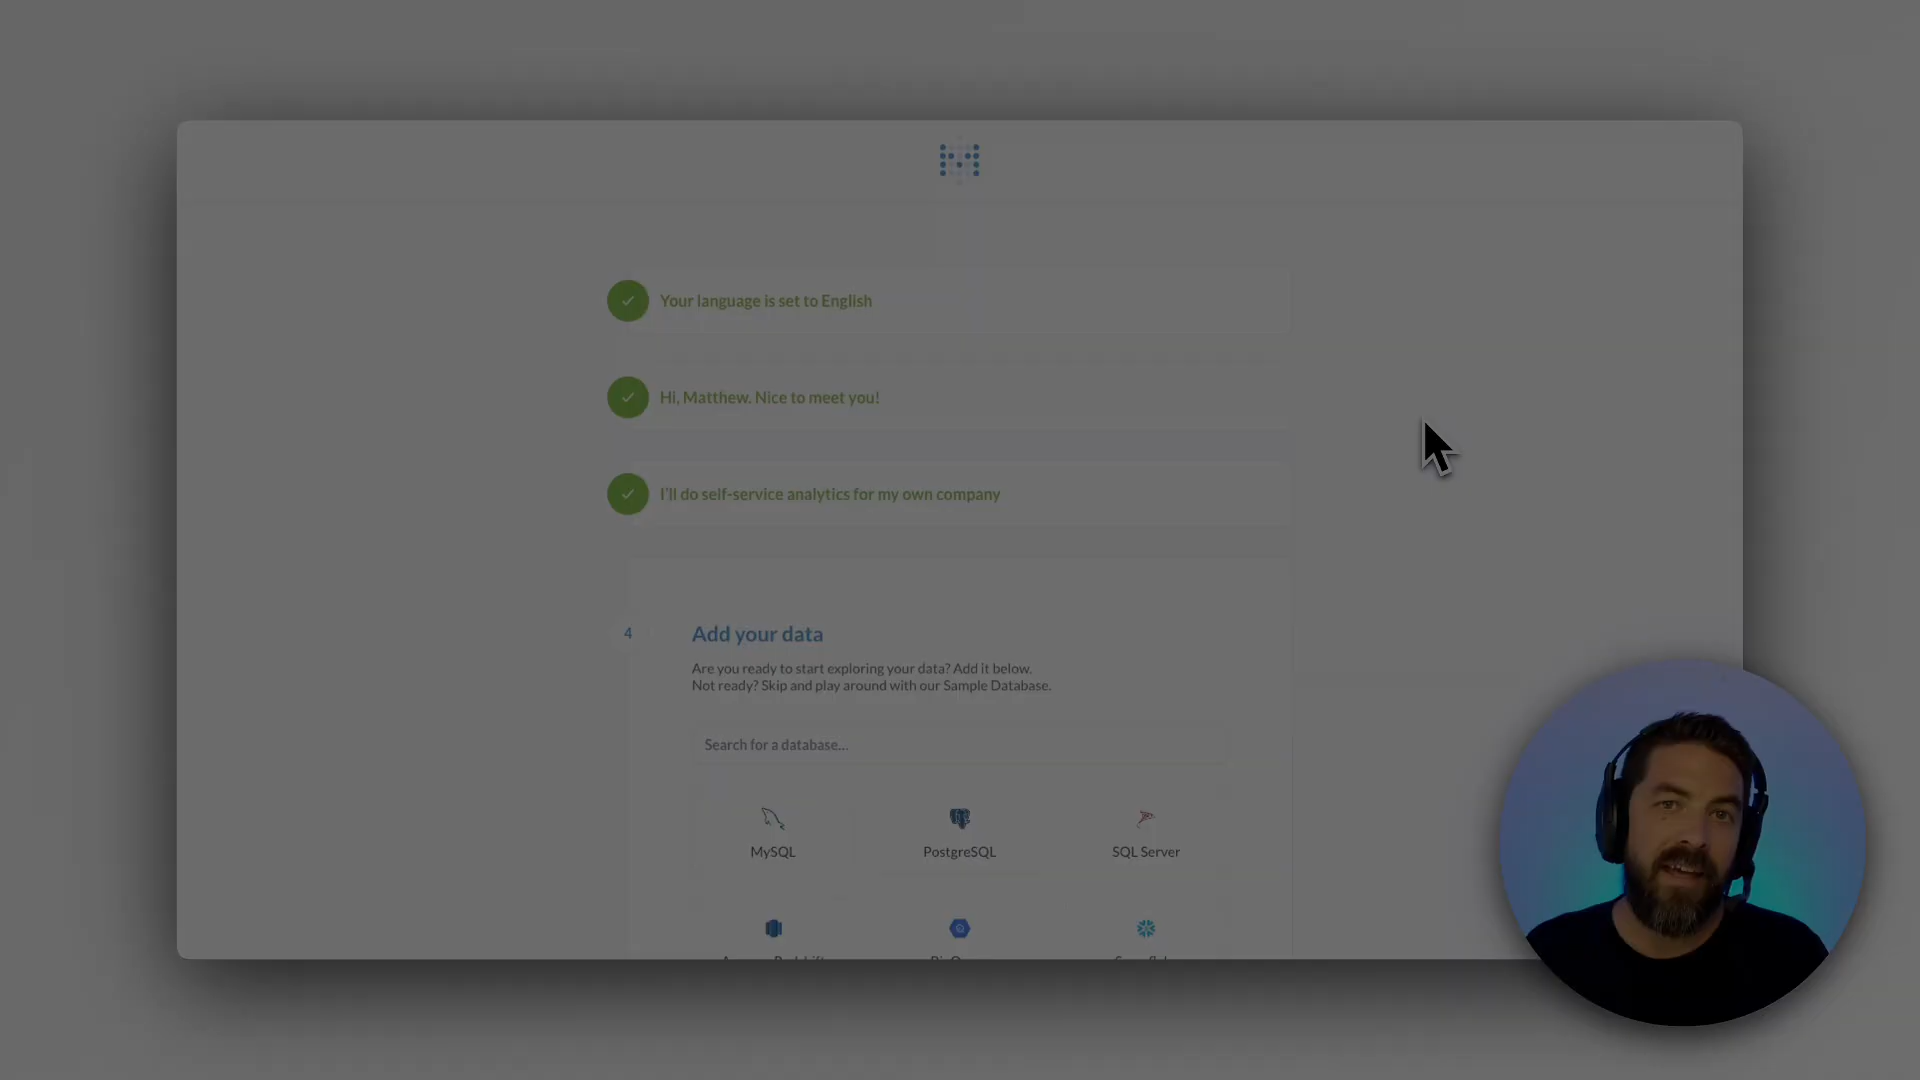 Your language is set to English
Hi, Matthew. Nice to meet you!
I'll do self-service analytics for my own company
4
Add your data
Are you ready to start exploring your data? Add it below.
Not ready? Skip and play around with our Sample Database.
Search for a database...
MySQL
PostgreSQL
SQL Server